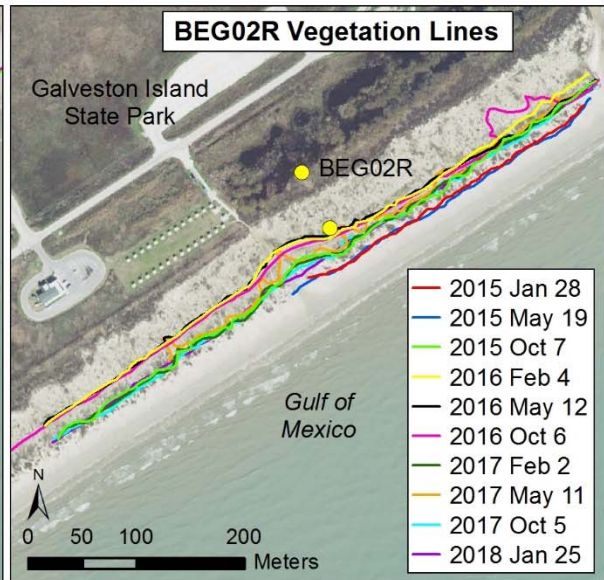 BEG02R Vegetation Lines
Galveston Island
State Park
BEG02R
Gulf of
Mexico
2015 Jan 28
2015 May 19
2015 Oct 7
2016 Feb 4
2016 May 12
2016 Oct 6
2017 Feb 2
2017 May 11
2017 Oct 5
2018 Jan 25
N
0 50 100 200
Meters